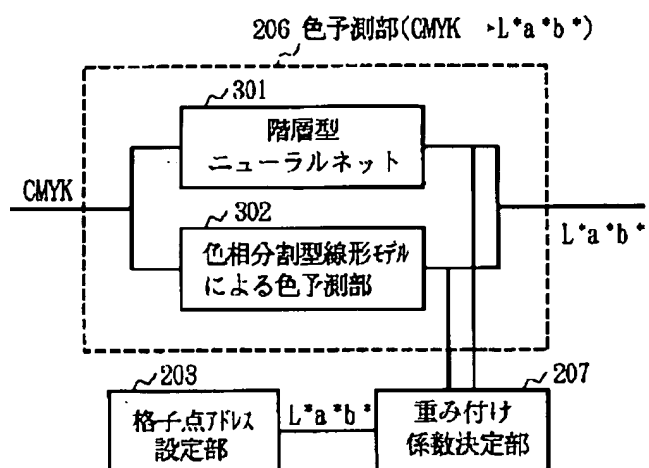 206 色予測部(CMYK→L*a*b*)
301
階層型
ニューラルネット
CMYK
302
色相分割型線形モデル
による色予測部
L*a*b*
203
格子点アドレス
設定部
L*a*b*
207
重み付け
係数決定部